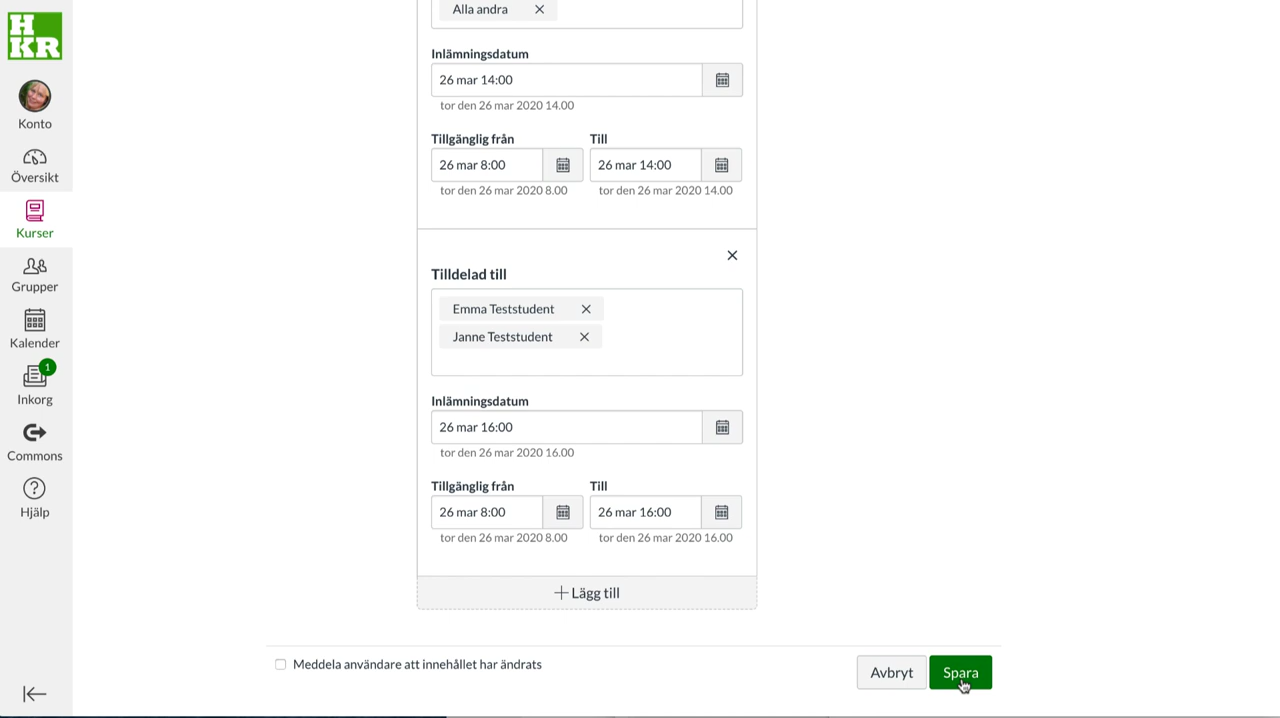 HKR
Konto
Översikt
Kurser
Grupper
Kalender
1
Inkorg
Commons
Hjälp
Alla andra
Inlämningsdatum
26 mar 14:00
tor den 26 mar 2020 14.00
Tillgänglig från Till
26 mar 8:00 26 mar 14:00
tor den 26 mar 2020 8.00 tor den 26 mar 2020 14.00
Tilldelad till
Emma Teststudent
Janne Teststudent
Inlämningsdatum
26 mar 16:00
tor den 26 mar 2020 16.00
Tillgänglig från Till
26 mar 8:00 26 mar 16:00
tor den 26 mar 2020 8.00 tor den 26 mar 2020 16.00
+ Lägg till
Meddela användare att innehållet har ändrats
Avbryt Spara